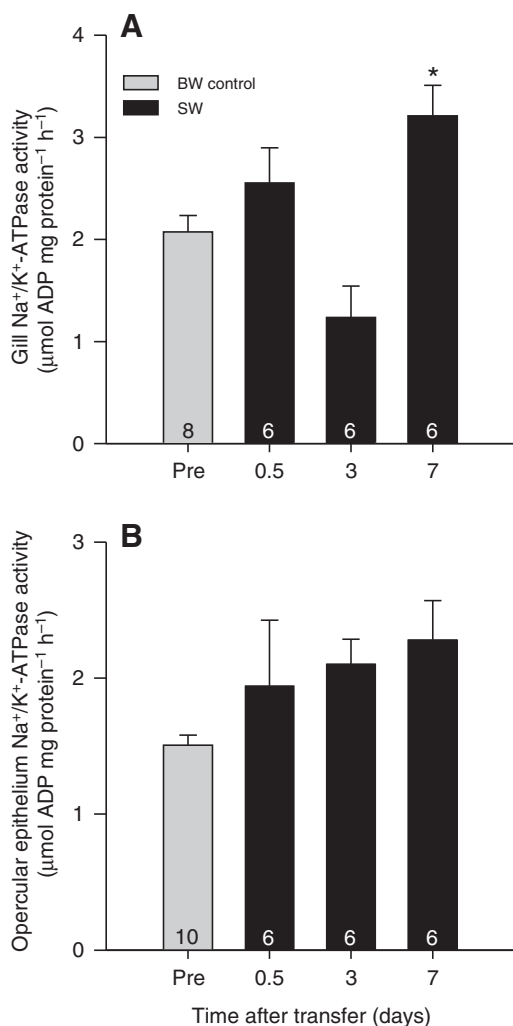 A
4
BW control
SW
*
3
2
1
0
Gill Na⁺/K⁺-ATPase activity
(μmol ADP mg protein⁻¹ h⁻¹)
8 6 6 6
Pre 0.5 3 7
B
3
2
1
0
Opercular epithelium Na⁺/K⁺-ATPase activity
(μmol ADP mg protein⁻¹ h⁻¹)
10 6 6 6
Pre 0.5 3 7
Time after transfer (days)